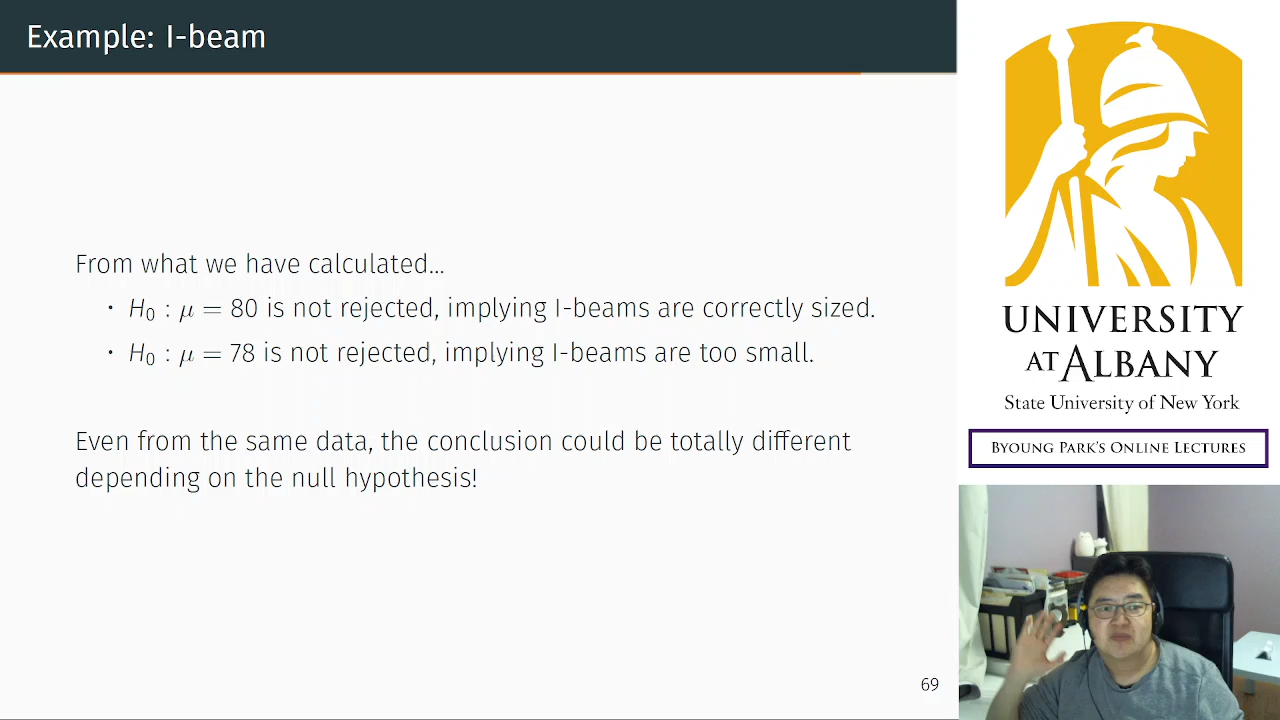 Example: I-beam
From what we have calculated...
· H₀ : μ = 80 is not rejected, implying I-beams are correctly sized.
· H₀ : μ = 78 is not rejected, implying I-beams are too small.
Even from the same data, the conclusion could be totally different
depending on the null hypothesis!
69
UNIVERSITY
AT ALBANY
State University of New York
BYOUNG PARK'S ONLINE LECTURES